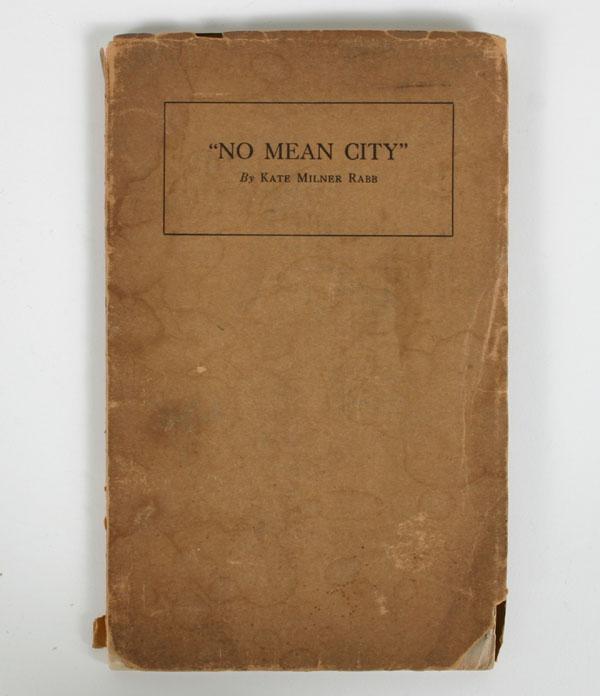 “NO MEAN CITY”
By KATE MILNER RABB